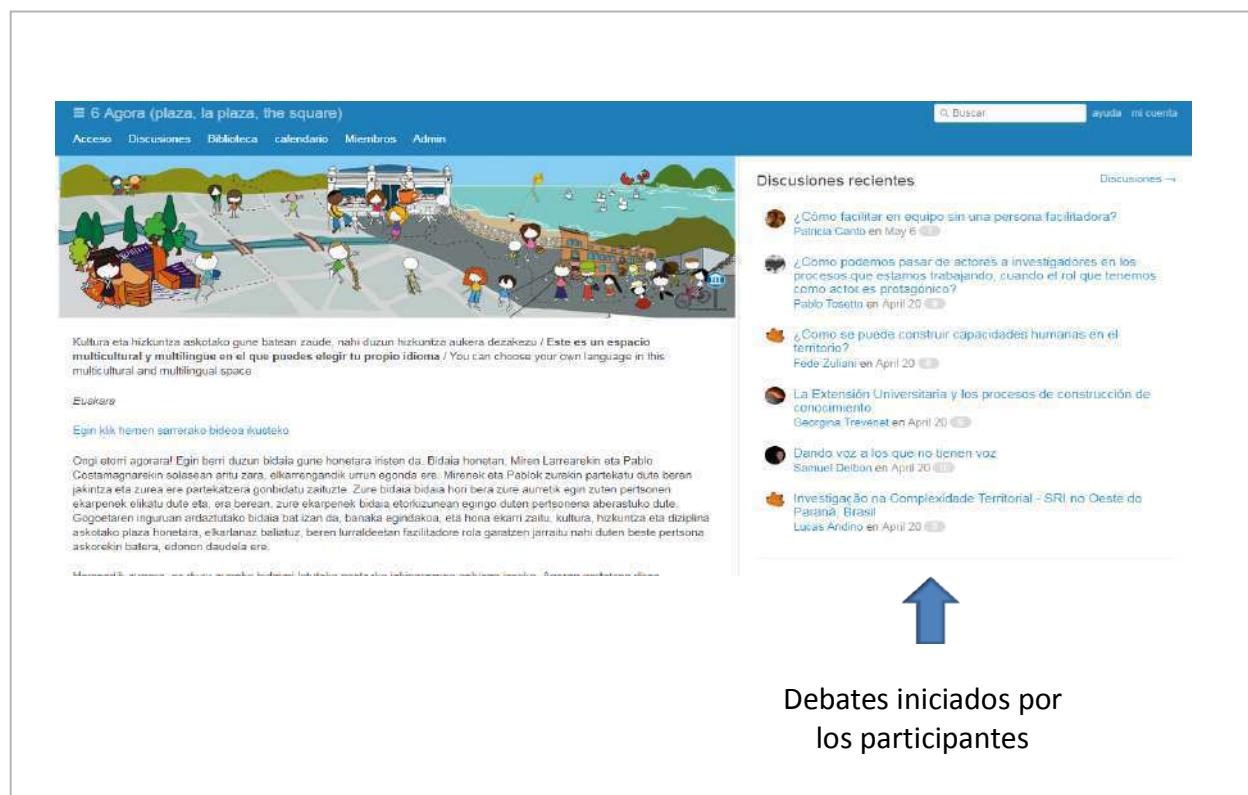 ≡ 6 Agora (plaza, la plaza, the square)
Buscar
ayuda mi cuenta
Acceso Discusiones Biblioteca calendario Miembros Admin
Kultura eta hizkuntza askotako gune batean zaude, nahi duzun hizkuntza aukera dezakezu / Este es un espacio
multicultural y multilingüe en el que puedes elegir tu propio idioma / You can choose your own language in this
multicultural and multilingual space
Euskara
Egin klik hemen sarrerako bideoa ikusteko
Ongi etorri agorara! Egin berri duzun bidaia gune honetara iristen da. Bidaia honetan, Miren Larrearekin eta Pablo
Costamagnarekin solasean aritu zara, elkarrengandik urrun egonda ere. Mirenek eta Pablok zurekin partekatu dute beren
jakintza eta zurea ere partekatzera gonbidatu zaituzte. Zure bidaia bidaia hori bera zure aurretik egin zuten pertsonen
ekarpenek elikatu dute eta, era berean, zure ekarpenek bidaia etorkizunean egingo duten pertsonena aberastuko dute.
Gogoetaren inguruan ardaztutako bidaia bat izan da, banaka egindakoa, eta hona ekarri zaitu, kultura, hizkuntza eta diziplina
askotako plaza honetara, elkarlanaz baliatuz, beren lurraldeetan fazilitadore rola garatzen jarraitu nahi duten beste pertsona
askorekin batera, edonon daudela ere.
Discusiones recientes
Discusiones →
¿Cómo facilitar en equipo sin una persona facilitadora?
Patricia Canto en May 6
¿Cómo podemos pasar de actores a investigadores en los
procesos que estamos trabajando, cuando el rol que tenemos
como actor es protagónico?
Pablo Tosetto en April 20
¿Como se puede construir capacidades humanas en el
territorio?
Fede Zuliani en April 20
La Extensión Universitaria y los procesos de construcción de
conocimiento
Georgina Trevenet en April 20
Dando voz a los que no tienen voz
Samuel Delbon en April 20
Investigação na Complexidade Territorial - SRI no Oeste do
Paraná, Brasil
Lucas Andino en April 20
Debates iniciados por
los participantes